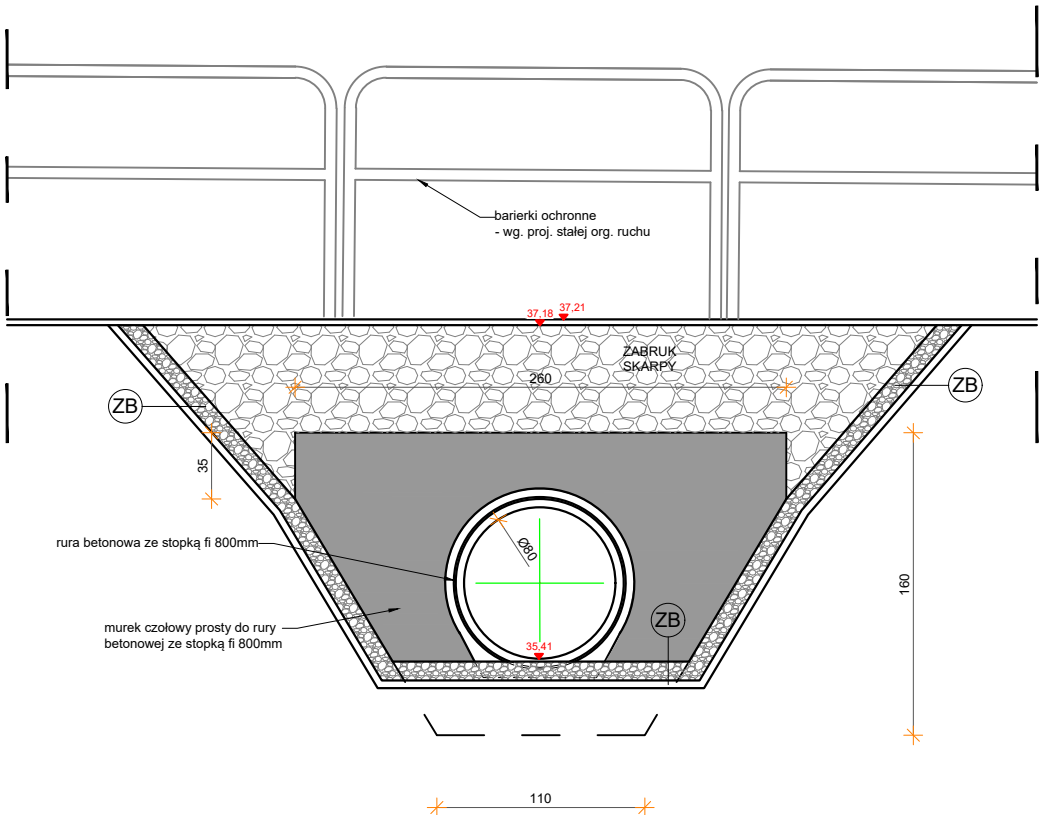 barierki ochronne
- wg. proj. stałej org. ruchu
37,18
37,21
ZABRUK
SKARPY
260
ZB
ZB
35
Ø80
rura betonowa ze stopką fi 800mm
160
murek czołowy prosty do rury
betonowej ze stopką fi 800mm
ZB
35,41
110